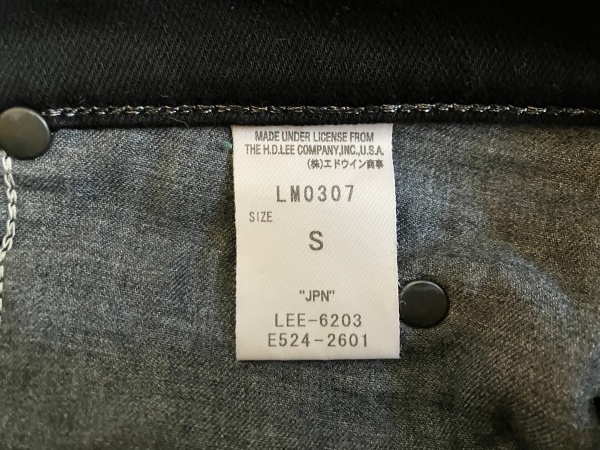 MADE UNDER LICENSE FROM
THE H.D.LEE COMPANY,INC.,U.S.A.
(株)エドウイン商事
LM0307
SIZE
S
"JPN"
LEE-6203
E524-2601